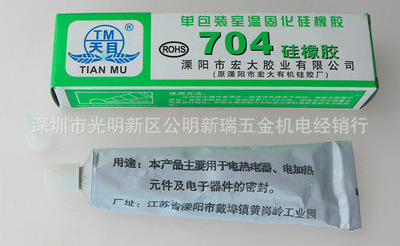 TM
天目
TIAN MU
单包装室温固化硅橡胶
ROHS
704 硅橡胶
溧阳市宏大胶业有限公司
(原溧阳市宏大有机硅胶厂)
深圳市光明新区公明新瑞五金机电经销行
用途：本产品主要用于电热电器、电加热
元件及电子器件的密封。
厂址：江苏省溧阳市戴埠镇黄岗岭工业园